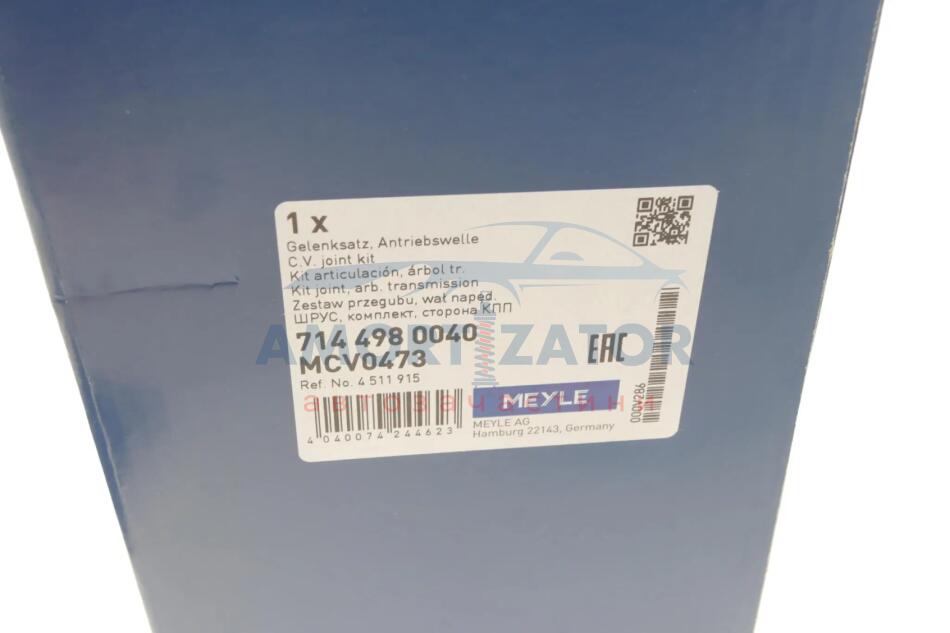 1 x
Gelenksatz, Antriebswelle
C.V. joint kit
Kit articulación, árbol tr.
Kit joint, arb. transmission
Zestaw przegubu, wał napęd.
ШРУС, комплект, сторона КПП
714 498 0040
MCV0473
Ref. No. 4 511 915
4 040074 244623
MEYLE
MEYLE AG
Hamburg 22143, Germany
EAC
000V286
AMORTIZATOR
автозапчастини